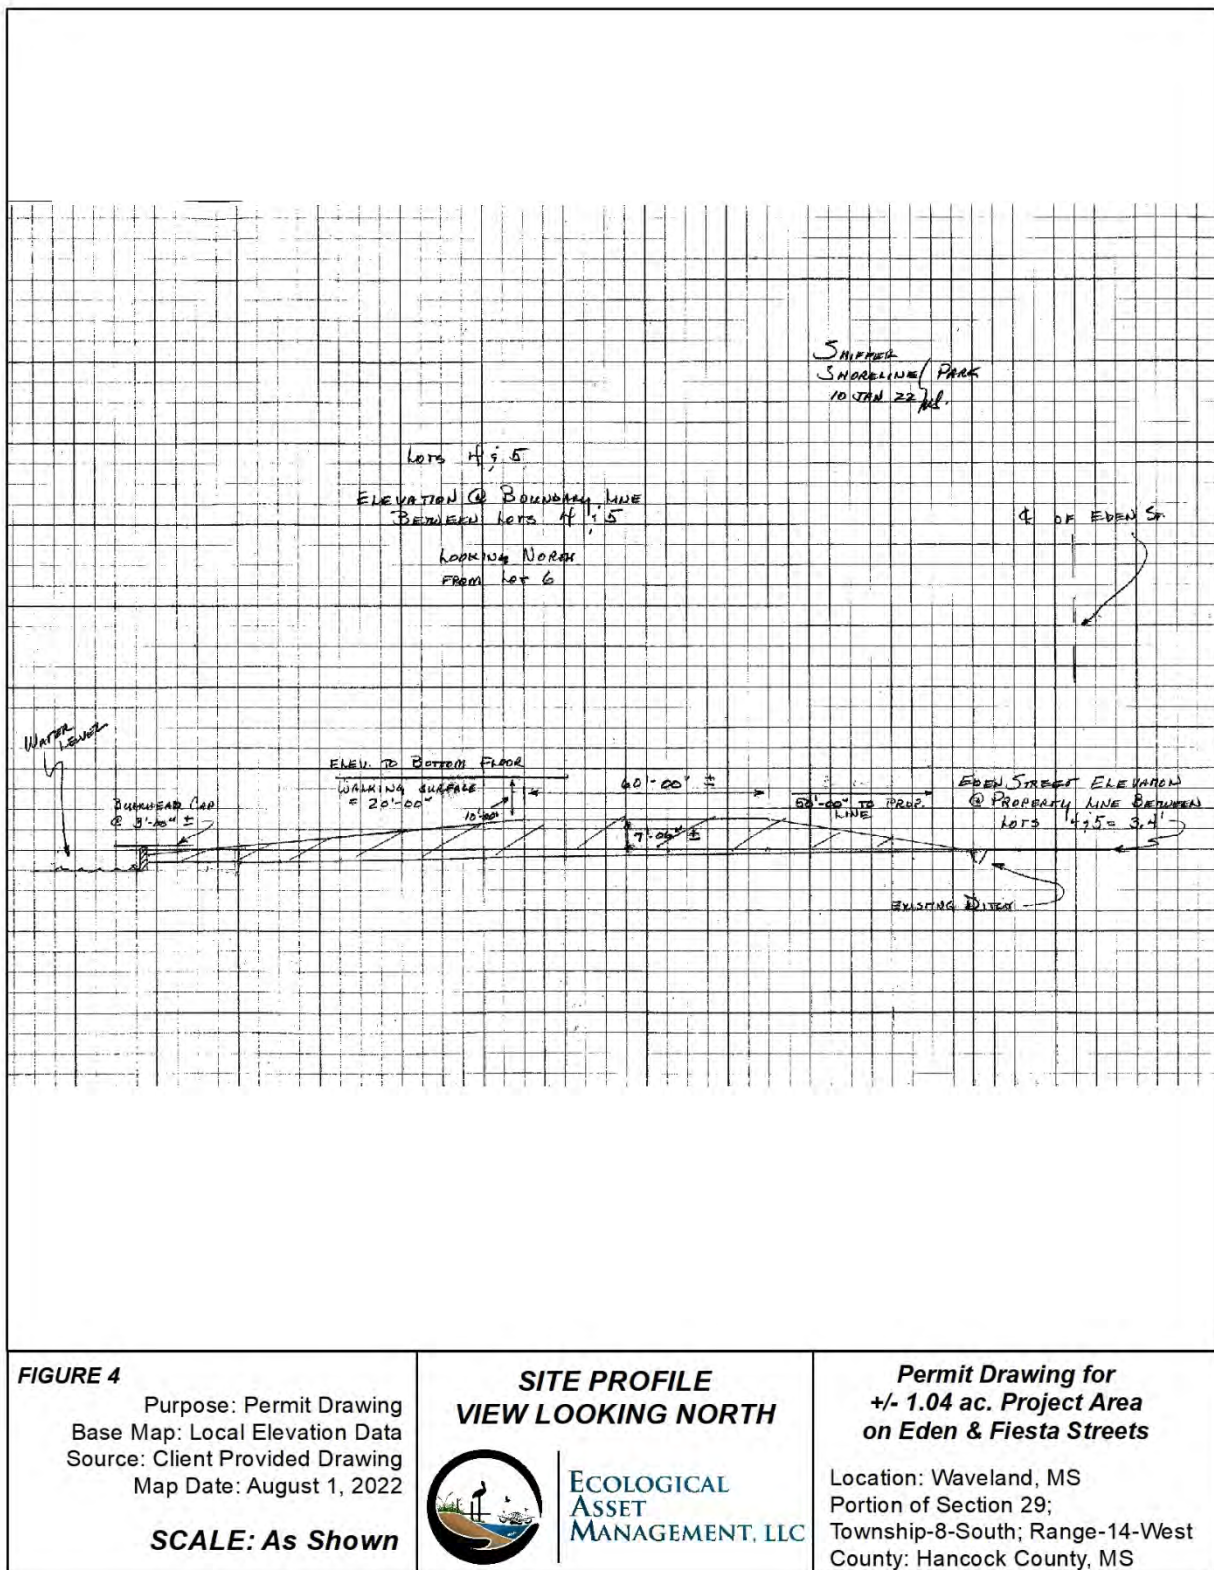 SHIFFER
SHORELINE PARK
10 JAN 22
LOTS 4 & 5
ELEVATION @ BOUNDARY LINE
BETWEEN LOTS 4 & 5
LOOKING NORTH
FROM LOT 6
℄ OF EDEN ST.
WATER
LEVEL
ELEV. TO BOTTOM FLOOR
WALKING SURFACE
= 20'-00"
10'-00"
60'-00" ±
50'-00" TO PROP.
LINE
EDEN STREET ELEVATION
@ PROPERTY LINE BETWEEN
LOTS 4 & 5 = 3.4'
BULKHEAD CAP
@ ±
7'-06" ±
EXISTING DITCH
FIGURE 4
Purpose: Permit Drawing
Base Map: Local Elevation Data
Source: Client Provided Drawing
Map Date: August 1, 2022
SCALE: As Shown
SITE PROFILE
VIEW LOOKING NORTH
ECOLOGICAL
ASSET
MANAGEMENT, LLC
Permit Drawing for
+/- 1.04 ac. Project Area
on Eden & Fiesta Streets
Location: Waveland, MS
Portion of Section 29;
Township-8-South; Range-14-West
County: Hancock County, MS